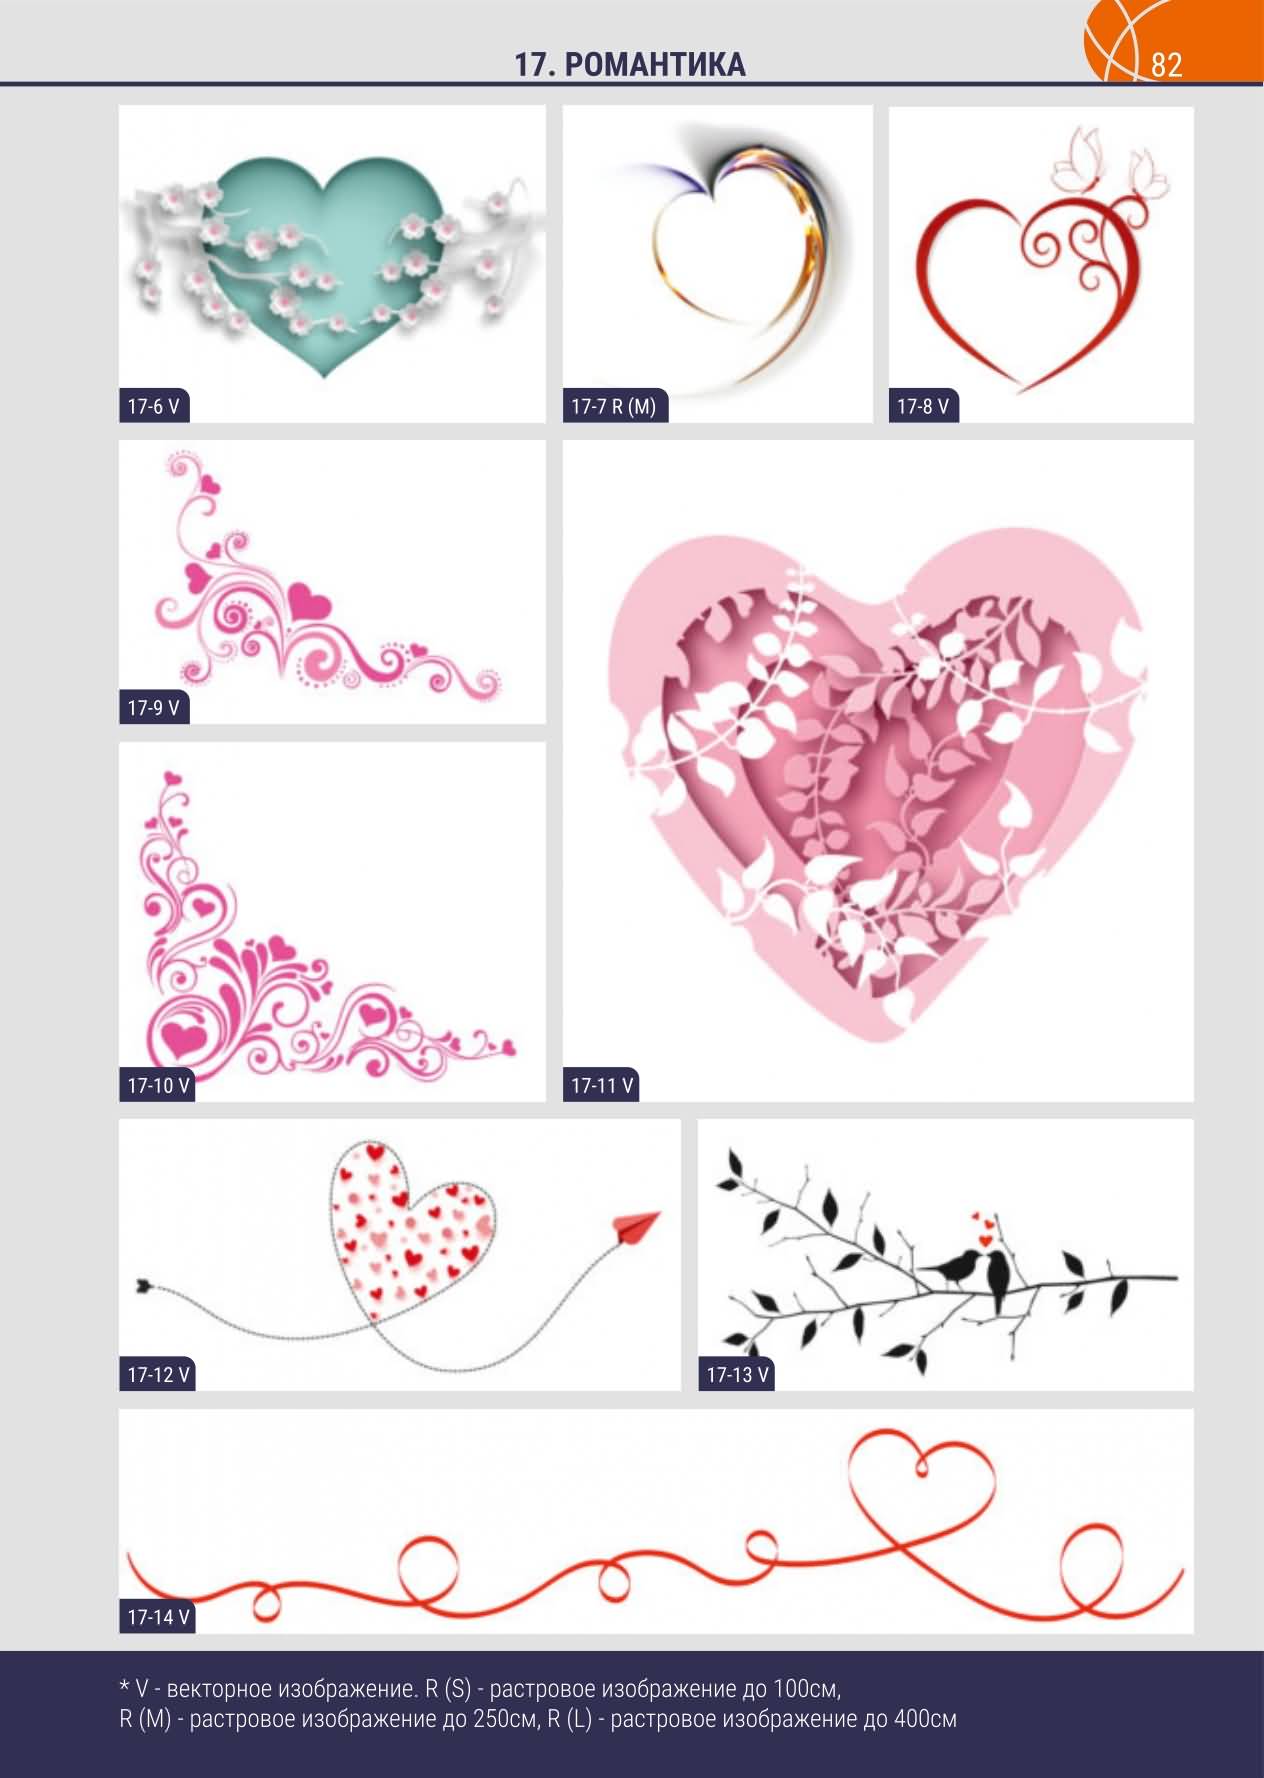 17. РОМАНТИКА
82
17-6 V
17-7 R (M)
17-8 V
17-9 V
17-10 V
17-11 V
17-12 V
17-13 V
17-14 V
* V - векторное изображение. R (S) - растровое изображение до 100см,
R (M) - растровое изображение до 250см, R (L) - растровое изображение до 400см